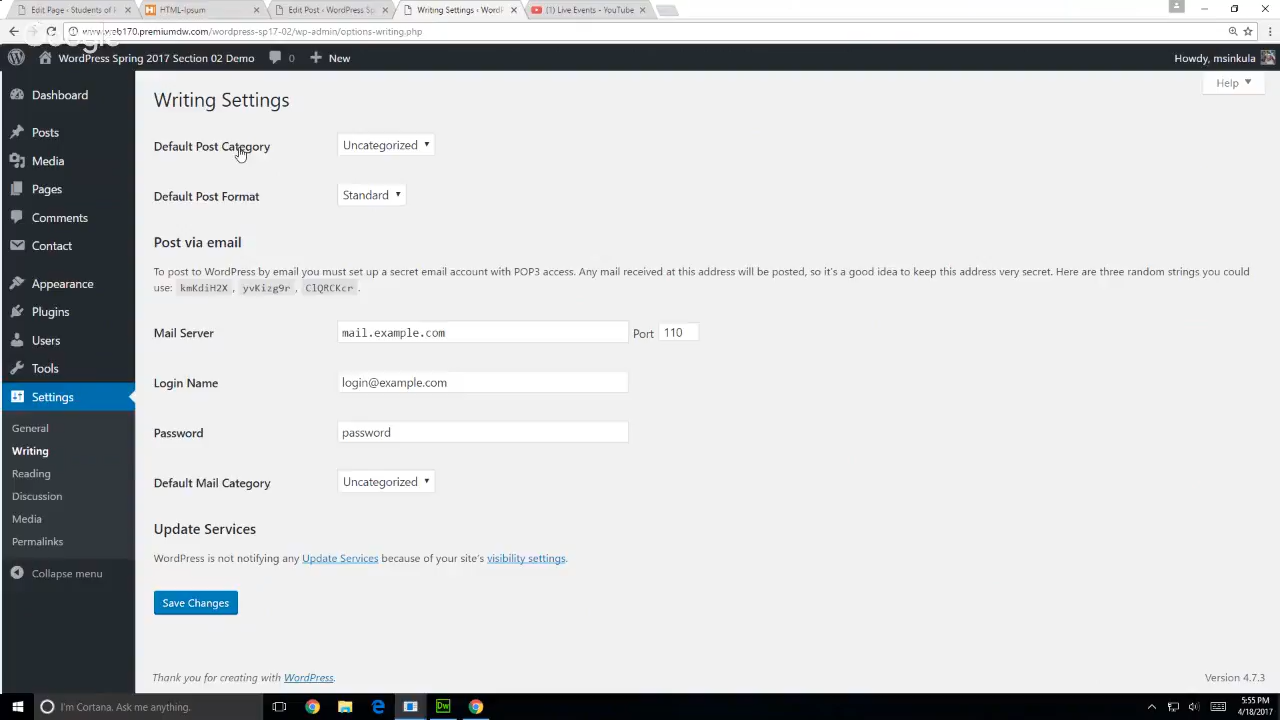 Edit Page - Students of
HTML-Ipsum
Edit Post ‹ WordPress Sp
Writing Settings ‹ WordP
(1) Live Events - YouTube
Google
web170.premiumdw.com/wordpress-sp17-02/wp-admin/options-writing.php
WordPress Spring 2017 Section 02 Demo
0
New
Howdy, msinkula
Help
Dashboard
Posts
Media
Pages
Comments
Contact
Appearance
Plugins
Users
Tools
Settings
General
Writing
Reading
Discussion
Media
Permalinks
Collapse menu
Writing Settings
Default Post Category
Uncategorized
Default Post Format
Standard
Post via email
To post to WordPress by email you must set up a secret email account with POP3 access. Any mail received at this address will be posted, so it's a good idea to keep this address very secret. Here are three random strings you could
use: kmKdiH2X , yvKizg9r , ClQRCKcr .
Mail Server
mail.example.com
Port
110
Login Name
login@example.com
Password
password
Default Mail Category
Uncategorized
Update Services
WordPress is not notifying any Update Services because of your site's visibility settings.
Save Changes
Thank you for creating with WordPress.
Version 4.7.3
I'm Cortana. Ask me anything.
Dw
5:55 PM
4/18/2017